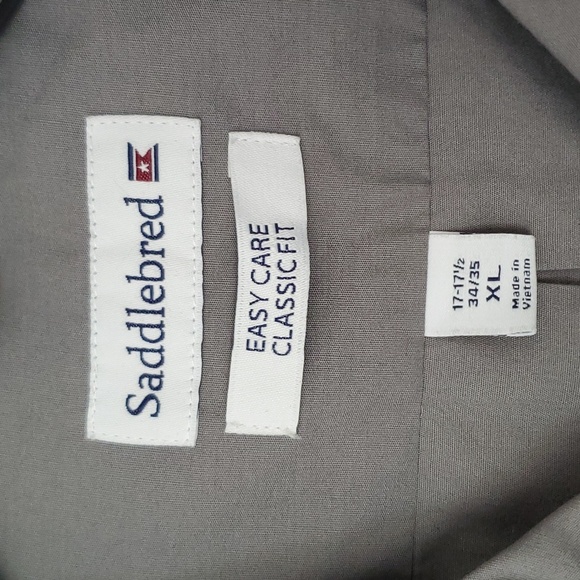 Saddlebred
EASY CARE
CLASSIC FIT
17-17½
34/35
XL
Made in
Vietnam